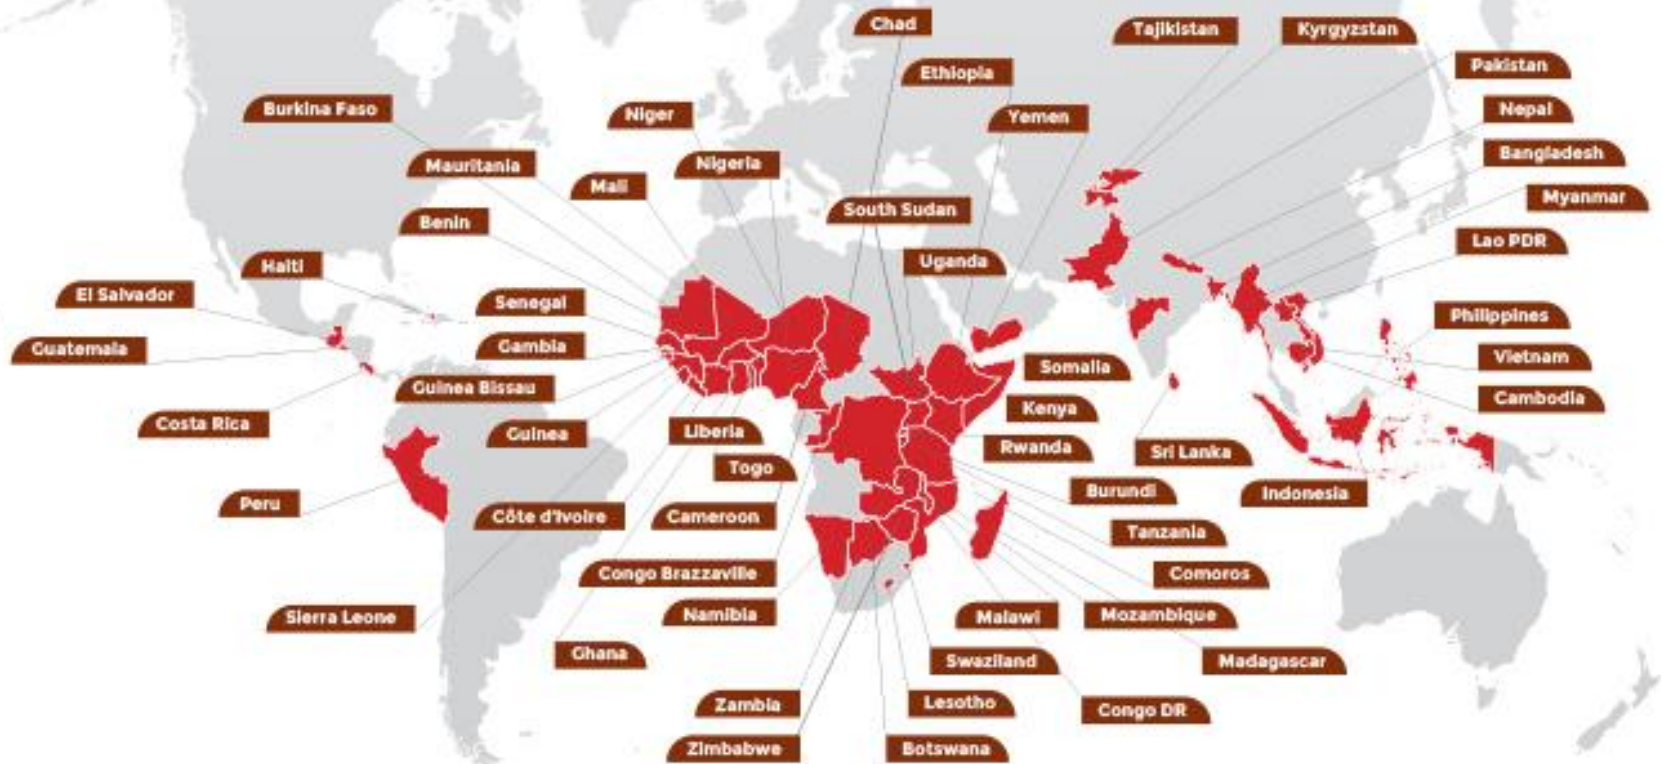 Chad
Tajikistan
Kyrgyzstan
Ethiopia
Pakistan
Burkina Faso
Niger
Yemen
Nepal
Mauritania
Nigeria
Bangladesh
Mali
Myanmar
Benin
South Sudan
Lao PDR
Haiti
Uganda
El Salvador
Senegal
Philippines
Guatemala
Gambia
Vietnam
Somalia
Guinea Bissau
Cambodia
Costa Rica
Kenya
Guinea
Liberia
Rwanda
Sri Lanka
Togo
Burundi
Indonesia
Peru
Côte d'Ivoire
Cameroon
Tanzania
Congo Brazzaville
Comoros
Sierra Leone
Namibia
Malawi
Mozambique
Ghana
Swaziland
Madagascar
Zambia
Lesotho
Congo DR
Zimbabwe
Botswana